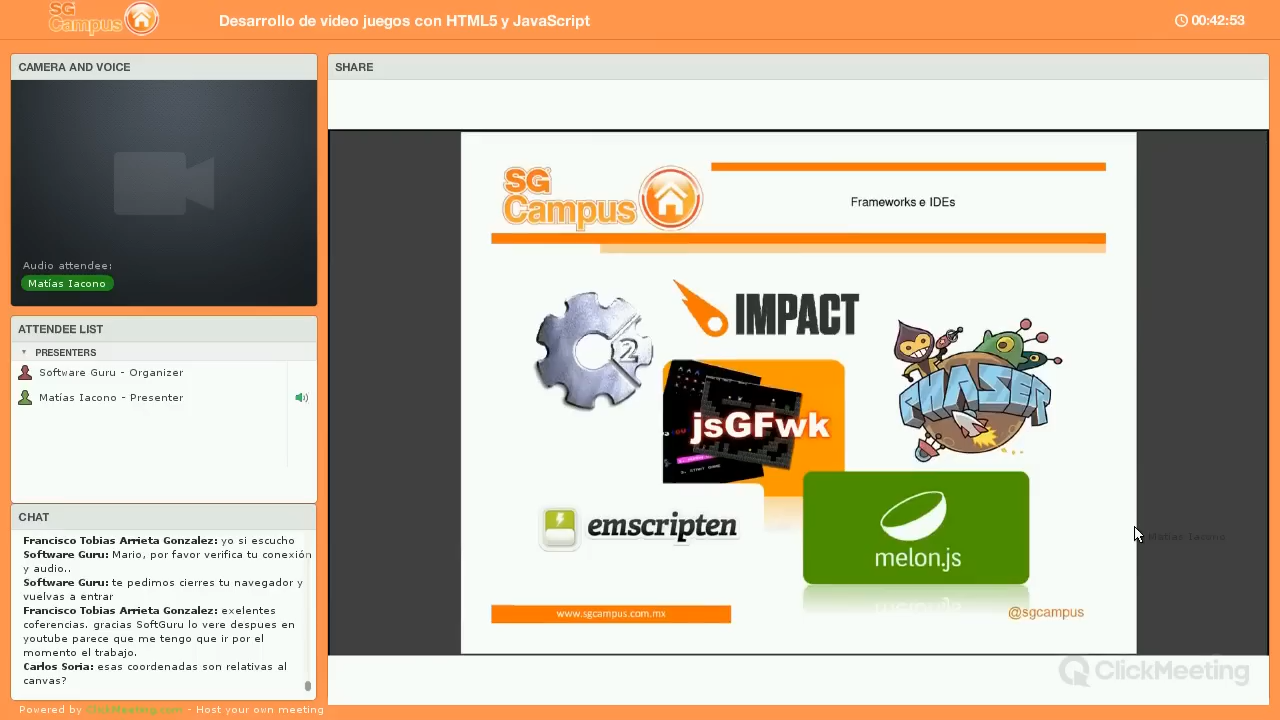 SG
Campus
Desarrollo de video juegos con HTML5 y JavaScript
00:42:53
CAMERA AND VOICE
Audio attendee:
Matías Iacono
ATTENDEE LIST
PRESENTERS
Software Guru - Organizer
Matías Iacono - Presenter
CHAT
Francisco Tobias Arrieta Gonzalez: yo si escucho
Software Guru: Mario, por favor verifica tu conexión
y audio..
Software Guru: te pedimos cierres tu navegador y
vuelvas a entrar
Francisco Tobias Arrieta Gonzalez: exelentes
coferencias. gracias SoftGuru lo vere despues en
youtube parece que me tengo que ir por el
momento el trabajo.
Carlos Soria: esas coordenadas son relativas al
canvas?
Powered by ClickMeeting.com - Host your own meeting
SHARE
SG
Campus
Frameworks e IDEs
2
IMPACT
PHASER
jsGFwk
emscripten
melon.js
www.sgcampus.com.mx
@sgcampus
Matías Iacono
ClickMeeting